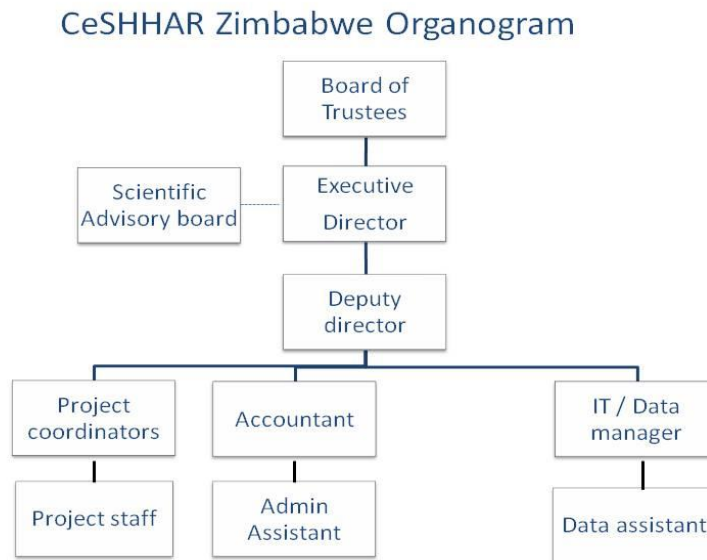 CeSHHAR Zimbabwe Organogram
Board of
Trustees
Scientific
Advisory board
Executive
Director
Deputy
director
Project
coordinators
Accountant
IT / Data
manager
Project staff
Admin
Assistant
Data assistant